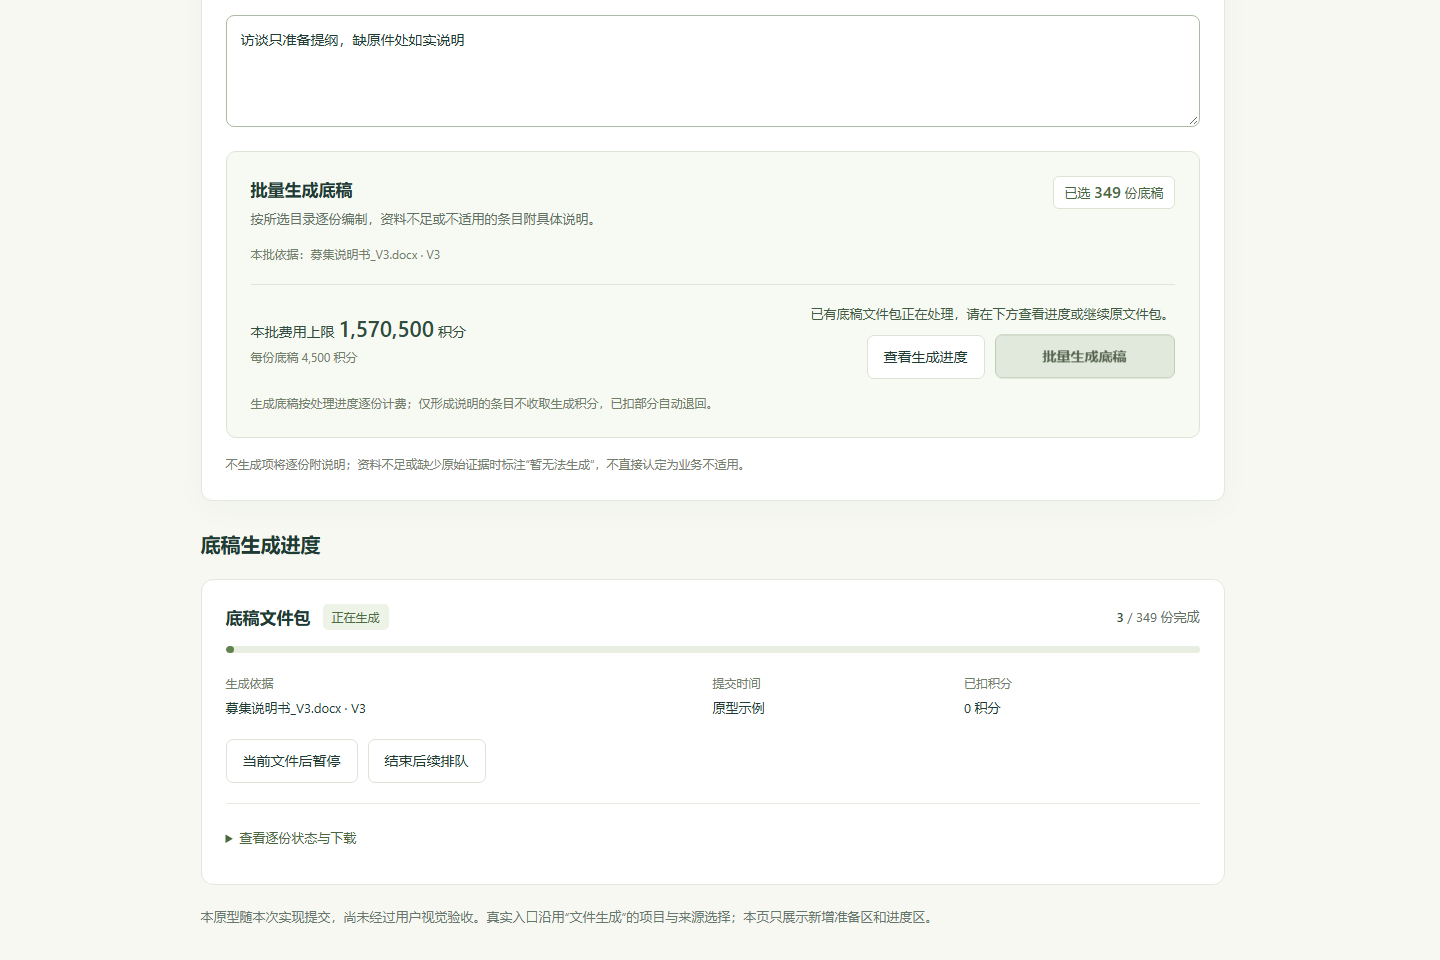 访谈只准备提纲，缺原件处如实说明
批量生成底稿
已选 349 份底稿
按所选目录逐份编制，资料不足或不适用的条目附具体说明。
本批依据：募集说明书_V3.docx · V3
已有底稿文件包正在处理，请在下方查看进度或继续原文件包。
本批费用上限 1,570,500 积分
每份底稿 4,500 积分
查看生成进度
批量生成底稿
生成底稿按处理进度逐份计费；仅形成说明的条目不收取生成积分，已扣部分自动退回。
不生成项将逐份附说明；资料不足或缺少原始证据时标注“暂无法生成”，不直接认定为业务不适用。
底稿生成进度
底稿文件包
正在生成
3 / 349 份完成
生成依据
提交时间
已扣积分
募集说明书_V3.docx · V3
原型示例
0 积分
当前文件后暂停
结束后续排队
查看逐份状态与下载
本原型随本次实现提交，尚未经过用户视觉验收。真实入口沿用“文件生成”的项目与来源选择；本页只展示新增准备区和进度区。